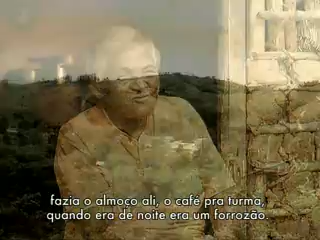 fazia o almoço ali, o café pra turma,
quando era de noite era um forrozão.